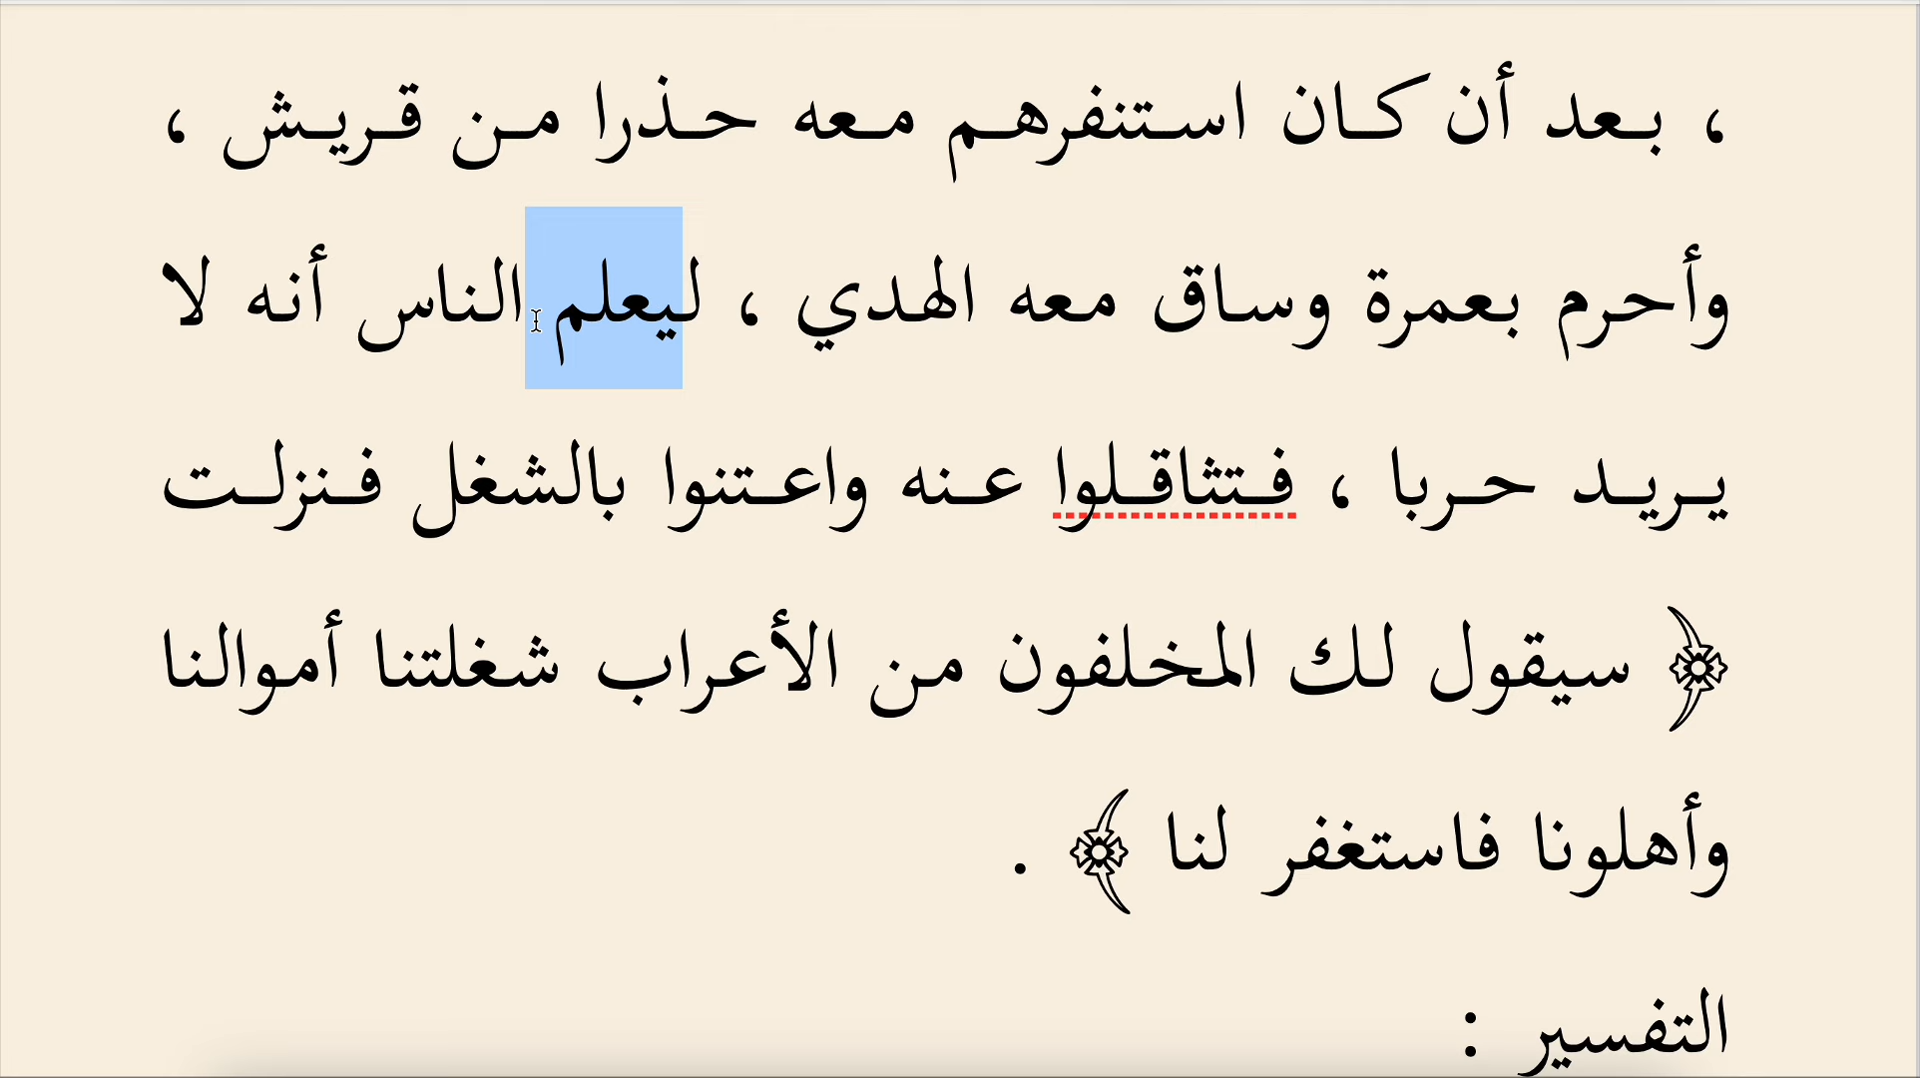 ، بعد أن كان استنفرهم معه حذرا من قريش ،
وأحرم بعمرة وساق معه الهدي ، ليعلم الناس أنه لا
يريد حربا ، فتثاقلوا عنه واعتنوا بالشغل فنزلت
﴿ سيقول لك المخلفون من الأعراب شغلتنا أموالنا
وأهلونا فاستغفر لنا ﴾ .
التفسير :